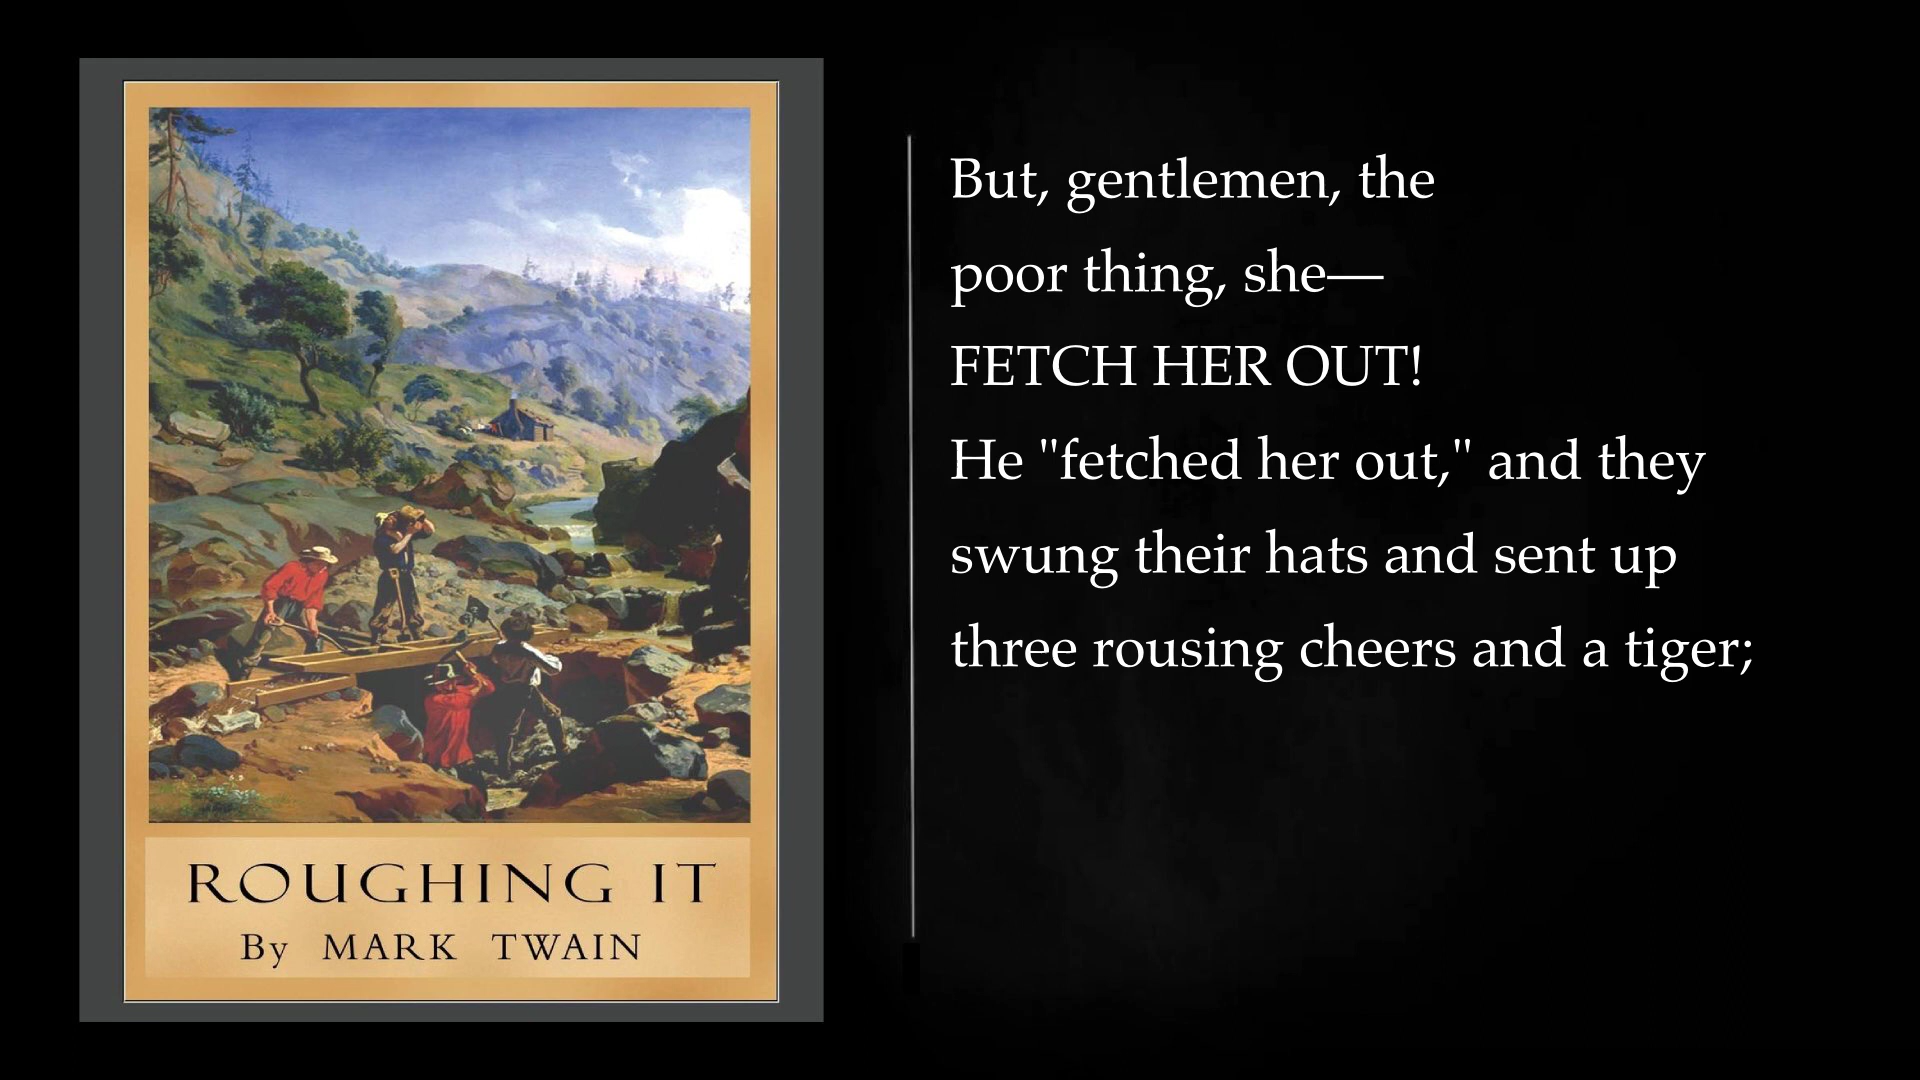 ROUGHING IT
By MARK TWAIN
But, gentlemen, the
poor thing, she—
FETCH HER OUT!
He "fetched her out," and they
swung their hats and sent up
three rousing cheers and a tiger;